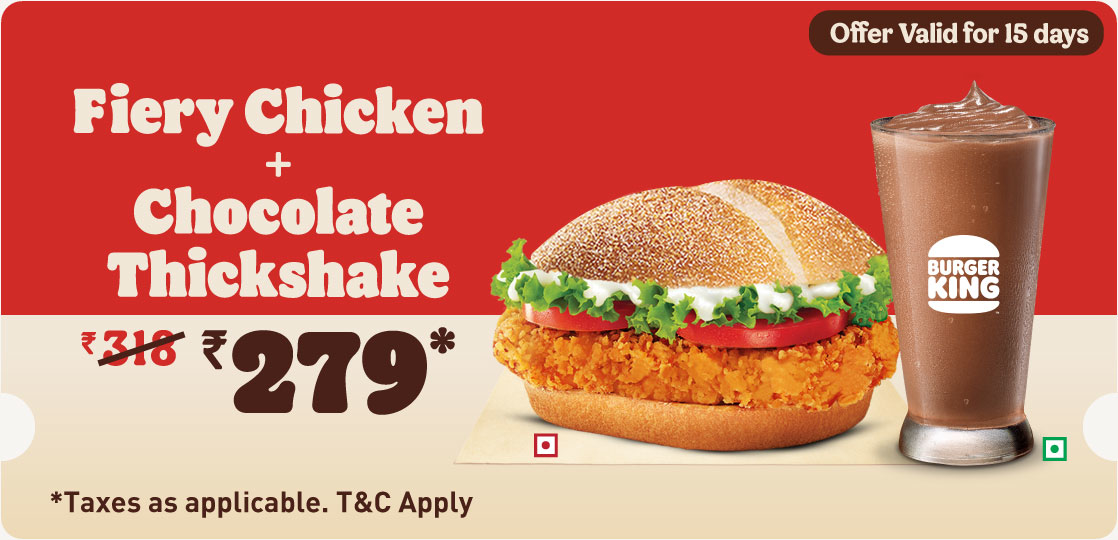 Offer Valid for 15 days
Fiery Chicken
+
Chocolate
Thickshake
₹318 ₹279*
BURGER
KING
*Taxes as applicable. T&C Apply